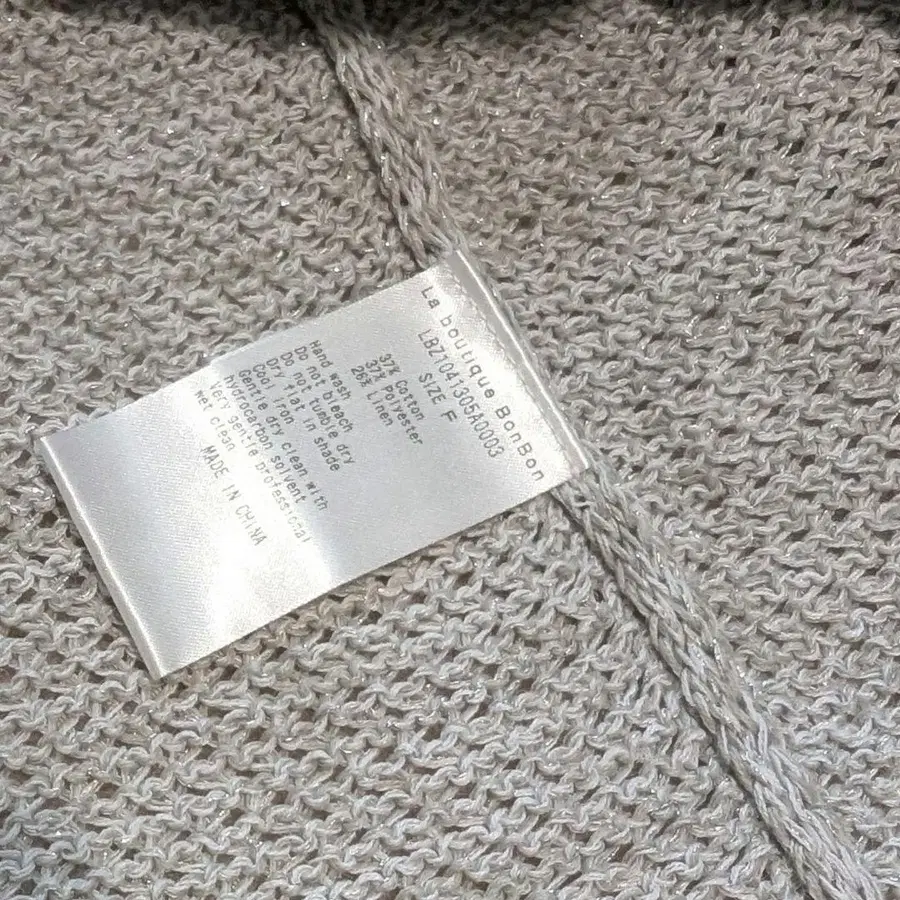 La boutique BonBon
LBZ1041305A0003
SIZE F
37% Cotton
37% Polyester
26% Linen
Hand wash
Do not bleach
Do not tumble dry
Dry flat in shade
Cool iron
Gentle dry clean with
hydrocarbon solvent
Very gentle professional
wet clean
MADE IN CHINA